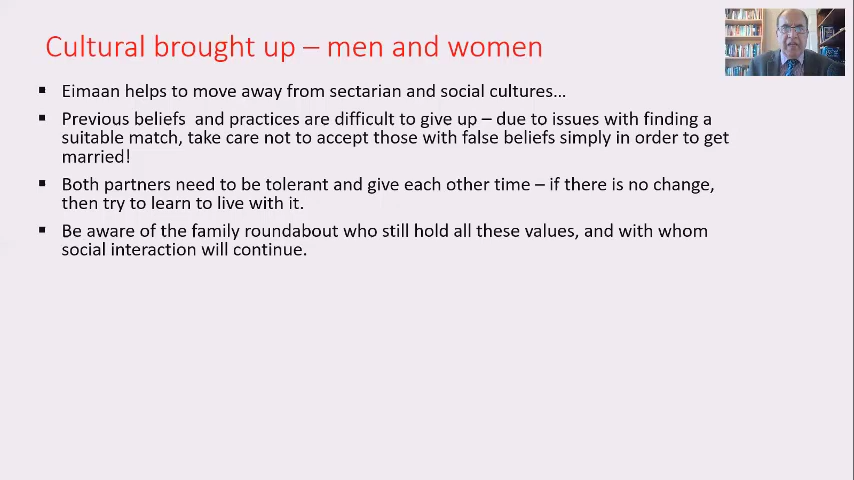 Cultural brought up – men and women
▪ Eimaan helps to move away from sectarian and social cultures…
▪ Previous beliefs and practices are difficult to give up – due to issues with finding a
suitable match, take care not to accept those with false beliefs simply in order to get
married!
▪ Both partners need to be tolerant and give each other time – if there is no change,
then try to learn to live with it.
▪ Be aware of the family roundabout who still hold all these values, and with whom
social interaction will continue.